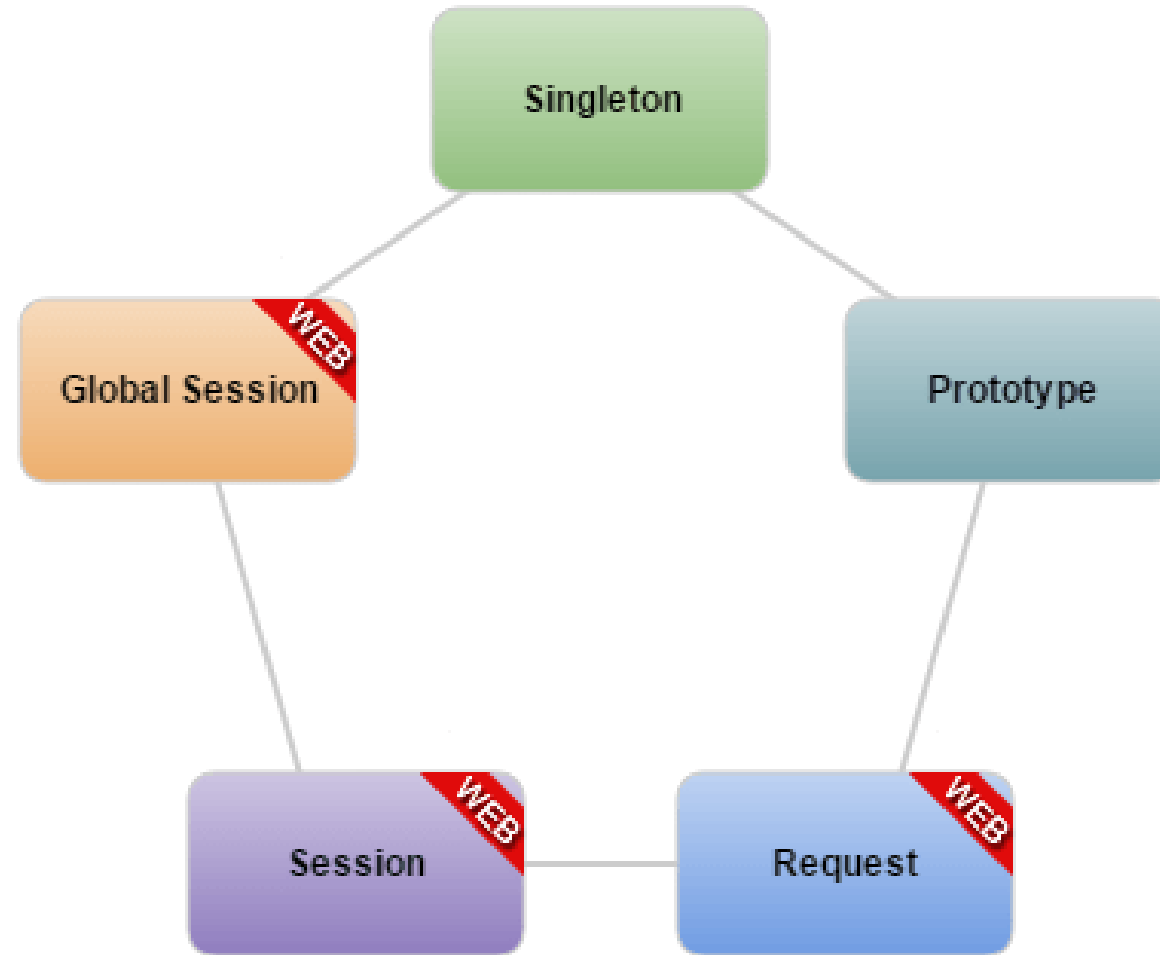 Singleton
WEB
Global Session
Prototype
WEB
Session
WEB
Request